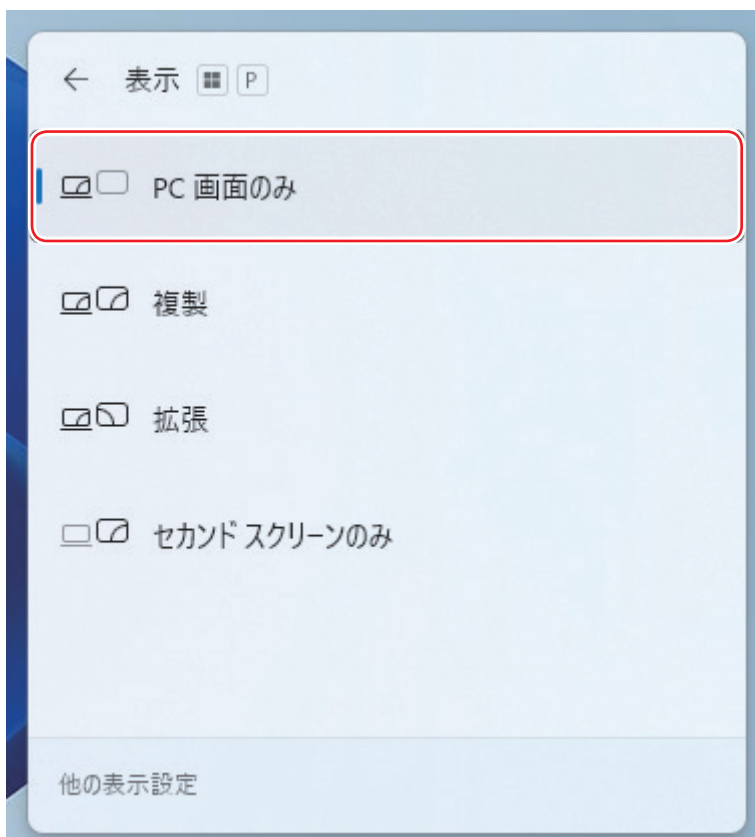 表示 P
PC 画面のみ
複製
拡張
セカンド スクリーンのみ
他の表示設定